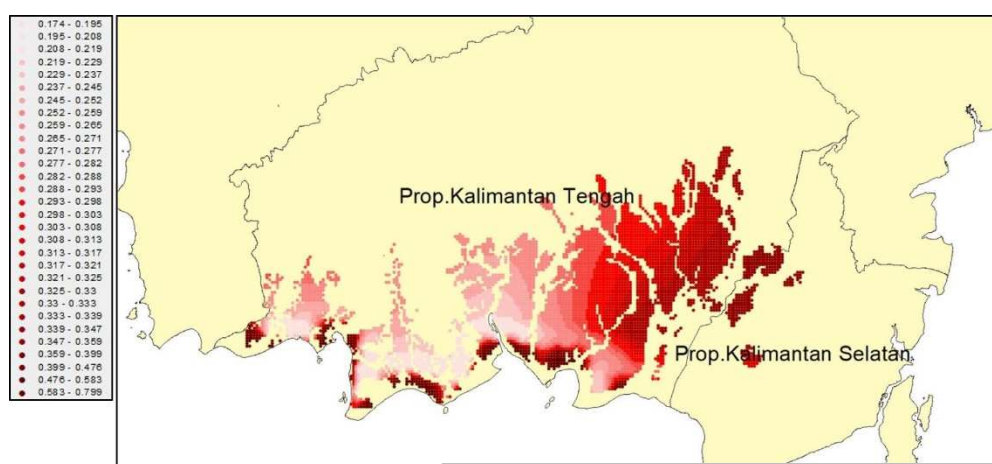 0.174 - 0.195
0.195 - 0.208
0.208 - 0.219
0.219 - 0.229
0.229 - 0.237
0.237 - 0.245
0.245 - 0.252
0.252 - 0.259
0.259 - 0.265
0.265 - 0.271
0.271 - 0.277
0.277 - 0.282
0.282 - 0.288
0.288 - 0.293
0.293 - 0.298
0.298 - 0.303
0.303 - 0.308
0.308 - 0.313
0.313 - 0.317
0.317 - 0.321
0.321 - 0.325
0.325 - 0.33
0.33 - 0.333
0.333 - 0.339
0.339 - 0.347
0.347 - 0.359
0.359 - 0.399
0.399 - 0.476
0.476 - 0.583
0.583 - 0.799
Prop.Kalimantan Tengah
Prop.Kalimantan Selatan